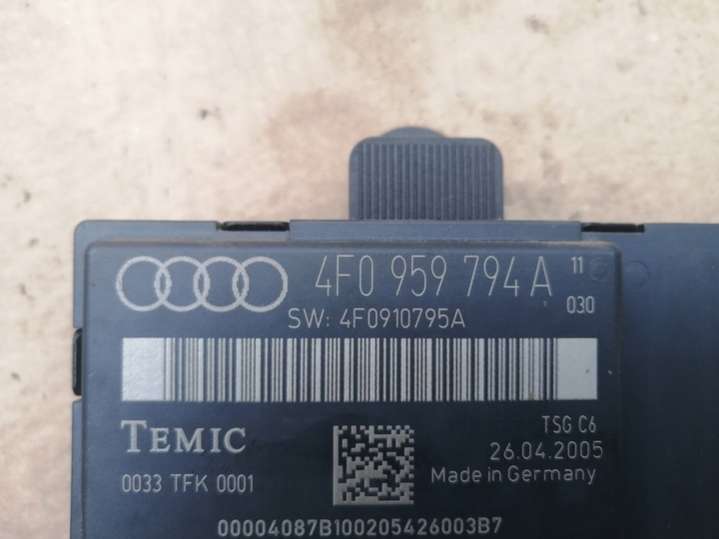 4F0 959 794 A 11
030
SW: 4F0910795A
TEMIC
TSG C6
26.04.2005
0033 TFK 0001
Made in Germany
00004087B100205426003B7